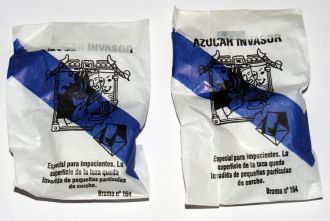 AZUCAR INVASOR
Especial para impacientes. La
superficie de la taza queda
invadida de pequeñas partículas
de corcho.
Broma nº 104
AZUCAR INVASOR
Especial para impacientes. La
superficie de la taza queda
invadida de pequeñas partículas
de corcho.
Broma nº 104